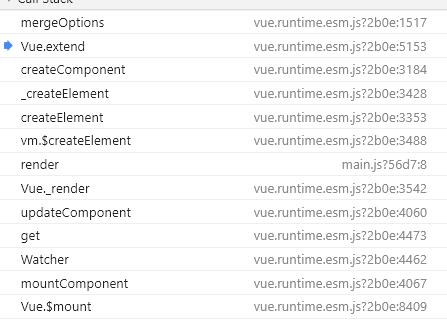 Call Stack
mergeOptions vue.runtime.esm.js?2b0e:1517
Vue.extend vue.runtime.esm.js?2b0e:5153
createComponent vue.runtime.esm.js?2b0e:3184
_createElement vue.runtime.esm.js?2b0e:3428
createElement vue.runtime.esm.js?2b0e:3353
vm.$createElement vue.runtime.esm.js?2b0e:3488
render main.js?56d7:8
Vue._render vue.runtime.esm.js?2b0e:3542
updateComponent vue.runtime.esm.js?2b0e:4060
get vue.runtime.esm.js?2b0e:4473
Watcher vue.runtime.esm.js?2b0e:4462
mountComponent vue.runtime.esm.js?2b0e:4067
Vue.$mount vue.runtime.esm.js?2b0e:8409